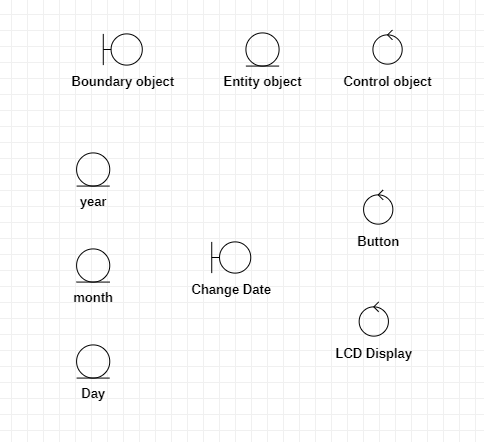 Boundary object
Entity object
Control object
year
Button
month
Change Date
LCD Display
Day